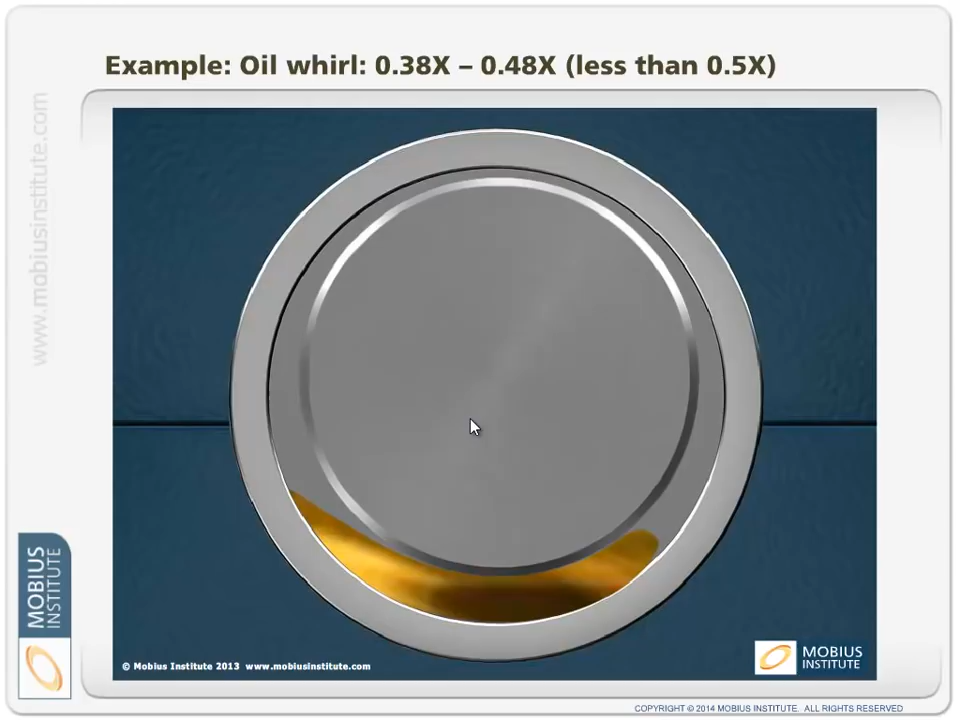 Example: Oil whirl: 0.38X – 0.48X (less than 0.5X)
www.mobiusinstitute.com
MOBIUS
INSTITUTE
© Mobius Institute 2013 www.mobiusinstitute.com
MOBIUS
INSTITUTE
COPYRIGHT © 2014 MOBIUS INSTITUTE. ALL RIGHTS RESERVED